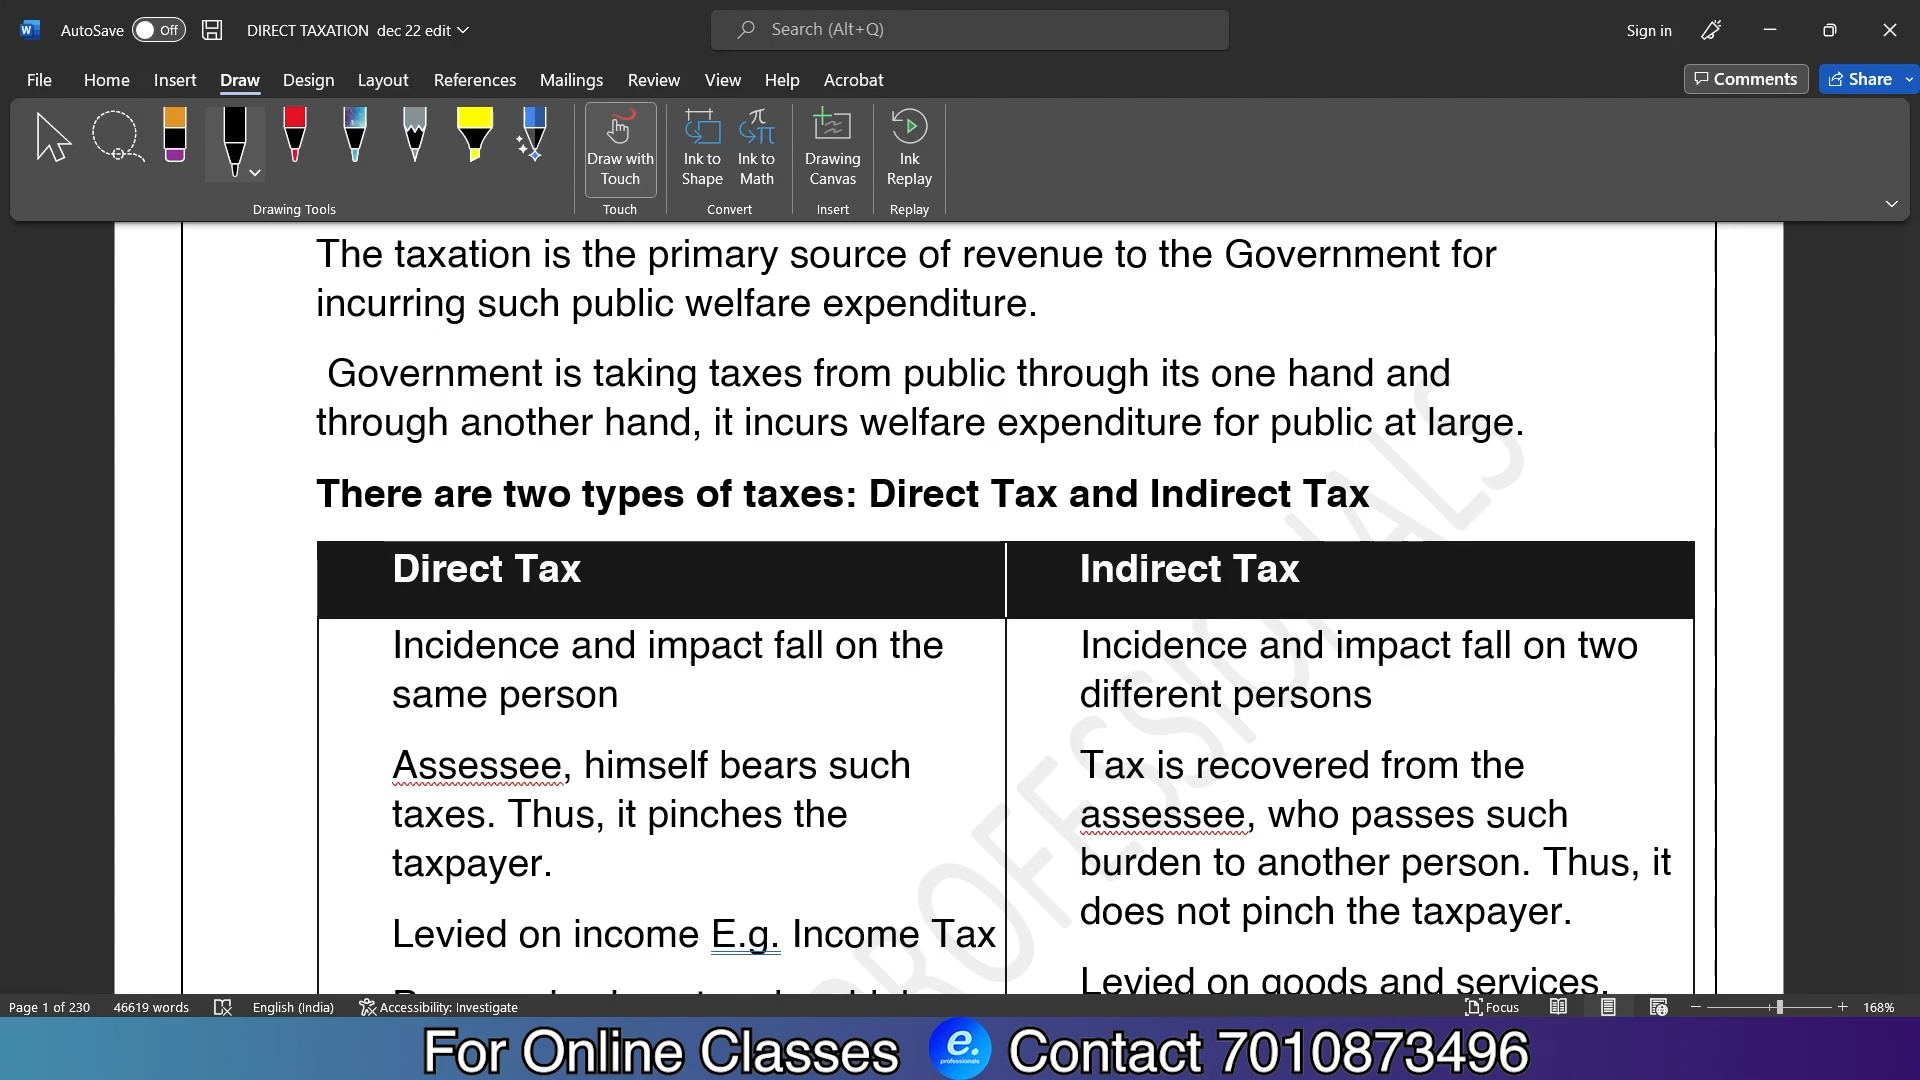 AutoSave Off DIRECT TAXATION dec 22 edit Search (Alt+Q) Sign in
File Home Insert Draw Design Layout References Mailings Review View Help Acrobat Comments Share
Draw with Touch Ink to Shape Ink to Math Drawing Canvas Ink Replay
Drawing Tools Touch Convert Insert Replay
The taxation is the primary source of revenue to the Government for
incurring such public welfare expenditure.
Government is taking taxes from public through its one hand and
through another hand, it incurs welfare expenditure for public at large.
There are two types of taxes: Direct Tax and Indirect Tax
Direct Tax
Incidence and impact fall on the
same person
Assessee, himself bears such
taxes. Thus, it pinches the
taxpayer.
Levied on income E.g. Income Tax
Indirect Tax
Incidence and impact fall on two
different persons
Tax is recovered from the
assessee, who passes such
burden to another person. Thus, it
does not pinch the taxpayer.
Levied on goods and services.
PROFESSIONALS
Page 1 of 230 46619 words English (India) Accessibility: Investigate Focus 168%
For Online Classes e. professionals Contact 7010873496